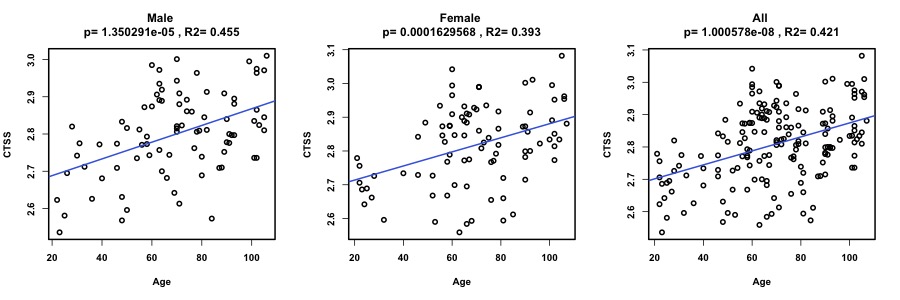 Male
p= 1.350291e-05 , R2= 0.455
CTSS
3.0
2.9
2.8
2.7
2.6
20 40 60 80 100
Age
Female
p= 0.0001629568 , R2= 0.393
CTSS
3.1
3.0
2.9
2.8
2.7
2.6
20 40 60 80 100
Age
All
p= 1.000578e-08 , R2= 0.421
CTSS
3.1
3.0
2.9
2.8
2.7
2.6
20 40 60 80 100
Age